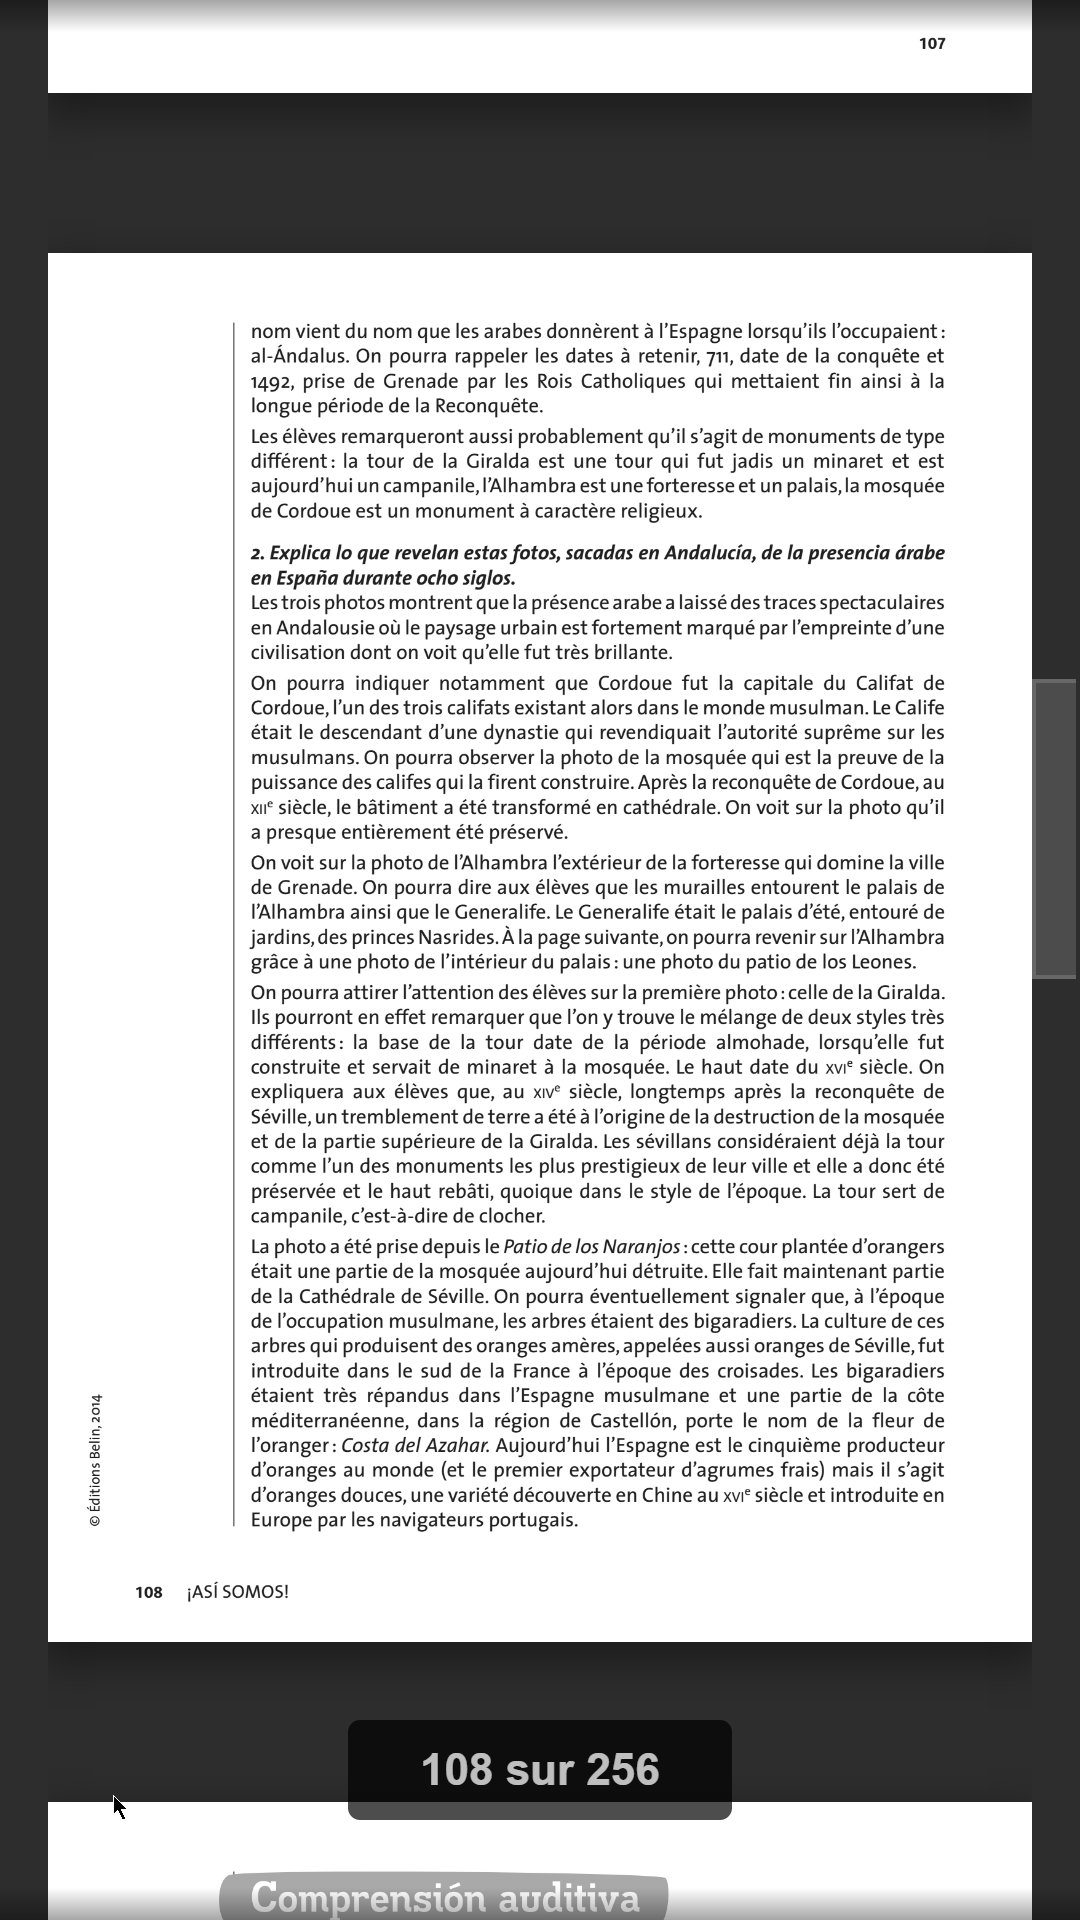 107
nom vient du nom que les arabes donnèrent à l’Espagne lorsqu’ils l’occupaient :
al-Ándalus. On pourra rappeler les dates à retenir, 711, date de la conquête et
1492, prise de Grenade par les Rois Catholiques qui mettaient fin ainsi à la
longue période de la Reconquête.
Les élèves remarqueront aussi probablement qu’il s’agit de monuments de type
différent : la tour de la Giralda est une tour qui fut jadis un minaret et est
aujourd’hui un campanile, l’Alhambra est une forteresse et un palais, la mosquée
de Cordoue est un monument à caractère religieux.
2. Explica lo que revelan estas fotos, sacadas en Andalucía, de la presencia árabe
en España durante ocho siglos.
Les trois photos montrent que la présence arabe a laissé des traces spectaculaires
en Andalousie où le paysage urbain est fortement marqué par l’empreinte d’une
civilisation dont on voit qu’elle fut très brillante.
On pourra indiquer notamment que Cordoue fut la capitale du Califat de
Cordoue, l’un des trois califats existant alors dans le monde musulman. Le Calife
était le descendant d’une dynastie qui revendiquait l’autorité suprême sur les
musulmans. On pourra observer la photo de la mosquée qui est la preuve de la
puissance des califes qui la firent construire. Après la reconquête de Cordoue, au
XIIe siècle, le bâtiment a été transformé en cathédrale. On voit sur la photo qu’il
a presque entièrement été préservé.
On voit sur la photo de l’Alhambra l’extérieur de la forteresse qui domine la ville
de Grenade. On pourra dire aux élèves que les murailles entourent le palais de
l’Alhambra ainsi que le Generalife. Le Generalife était le palais d’été, entouré de
jardins, des princes Nasrides. À la page suivante, on pourra revenir sur l’Alhambra
grâce à une photo de l’intérieur du palais : une photo du patio de los Leones.
On pourra attirer l’attention des élèves sur la première photo : celle de la Giralda.
Ils pourront en effet remarquer que l’on y trouve le mélange de deux styles très
différents : la base de la tour date de la période almohade, lorsqu’elle fut
construite et servait de minaret à la mosquée. Le haut date du XVIe siècle. On
expliquera aux élèves que, au XIVe siècle, longtemps après la reconquête de
Séville, un tremblement de terre a été à l’origine de la destruction de la mosquée
et de la partie supérieure de la Giralda. Les sévillans considéraient déjà la tour
comme l’un des monuments les plus prestigieux de leur ville et elle a donc été
préservée et le haut rebâti, quoique dans le style de l’époque. La tour sert de
campanile, c’est-à-dire de clocher.
La photo a été prise depuis le Patio de los Naranjos : cette cour plantée d’orangers
était une partie de la mosquée aujourd’hui détruite. Elle fait maintenant partie
de la Cathédrale de Séville. On pourra éventuellement signaler que, à l’époque
de l’occupation musulmane, les arbres étaient des bigaradiers. La culture de ces
arbres qui produisent des oranges amères, appelées aussi oranges de Séville, fut
introduite dans le sud de la France à l’époque des croisades. Les bigaradiers
étaient très répandus dans l’Espagne musulmane et une partie de la côte
méditerranéenne, dans la région de Castellón, porte le nom de la fleur de
l’oranger : Costa del Azahar. Aujourd’hui l’Espagne est le cinquième producteur
d’oranges au monde (et le premier exportateur d’agrumes frais) mais il s’agit
d’oranges douces, une variété découverte en Chine au XVIe siècle et introduite en
Europe par les navigateurs portugais.
© Éditions Belin, 2014
108 ¡ASÍ SOMOS!
108 sur 256
Comprensión auditiva